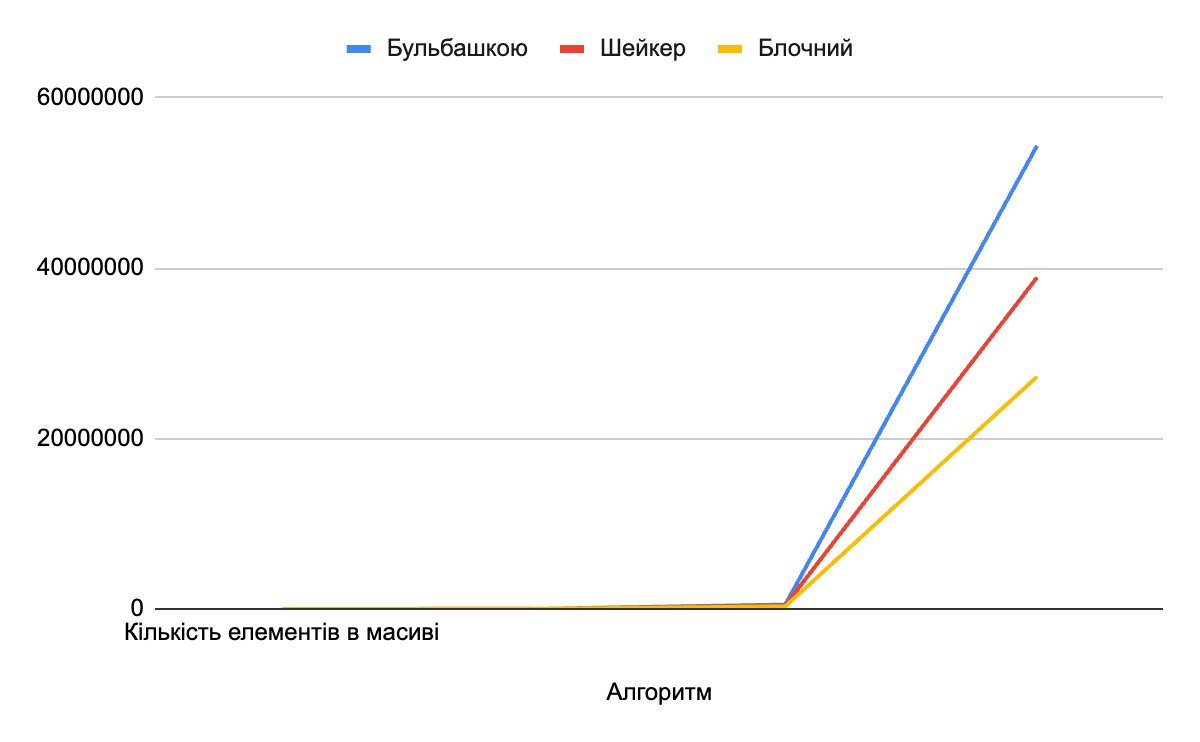 Бульбашкою Шейкер Блочний
60000000
40000000
20000000
0
Кількість елементів в масиві
Алгоритм